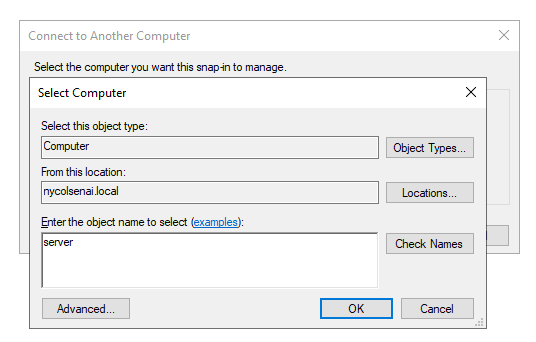 Connect to Another Computer
Select the computer you want this snap-in to manage.
Select Computer
Select this object type:
Computer
Object Types...
From this location:
nycolsenai.local
Locations...
Enter the object name to select (examples):
server
Check Names
Advanced...
OK
Cancel